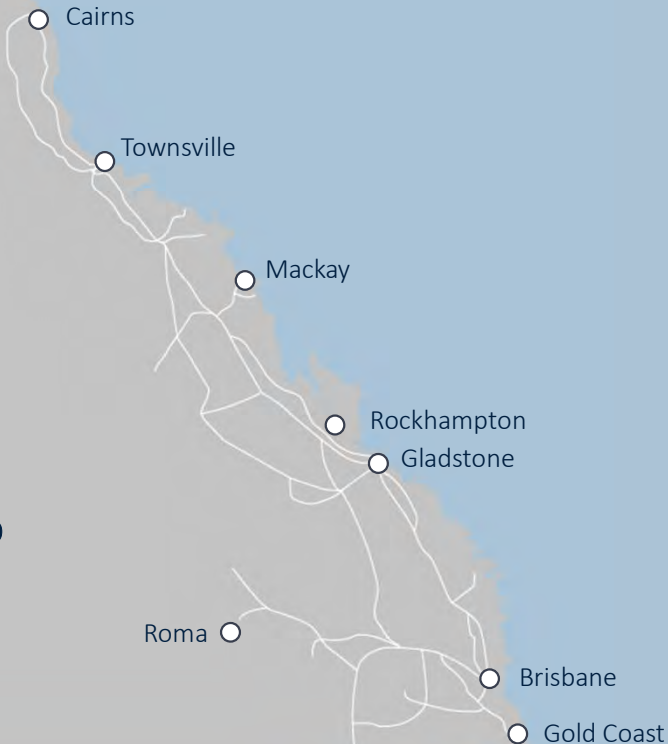 Cairns
Townsville
Mackay
Rockhampton
Gladstone
Roma
Brisbane
Gold Coast